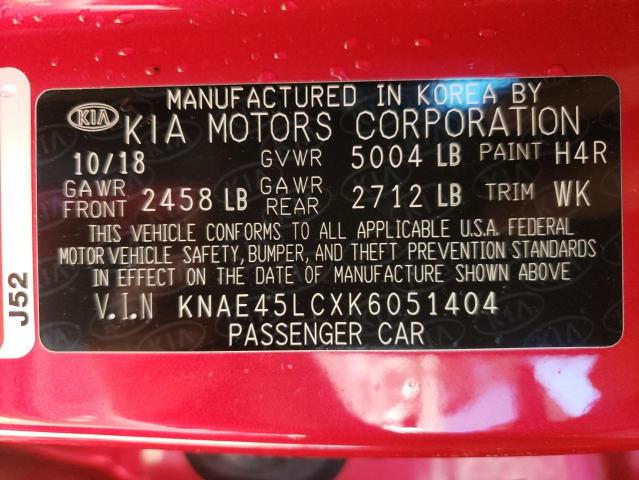 MANUFACTURED IN KOREA BY
KIA KIA MOTORS CORPORATION
10/18 GVWR 5004 LB PAINT H4R
GAWR FRONT 2458 LB GAWR REAR 2712 LB TRIM WK
THIS VEHICLE CONFORMS TO ALL APPLICABLE U.S.A. FEDERAL
MOTOR VEHICLE SAFETY, BUMPER, AND THEFT PREVENTION STANDARDS
IN EFFECT ON THE DATE OF MANUFACTURE SHOWN ABOVE
V.I.N KNAE45LCXK6051404
PASSENGER CAR
J52